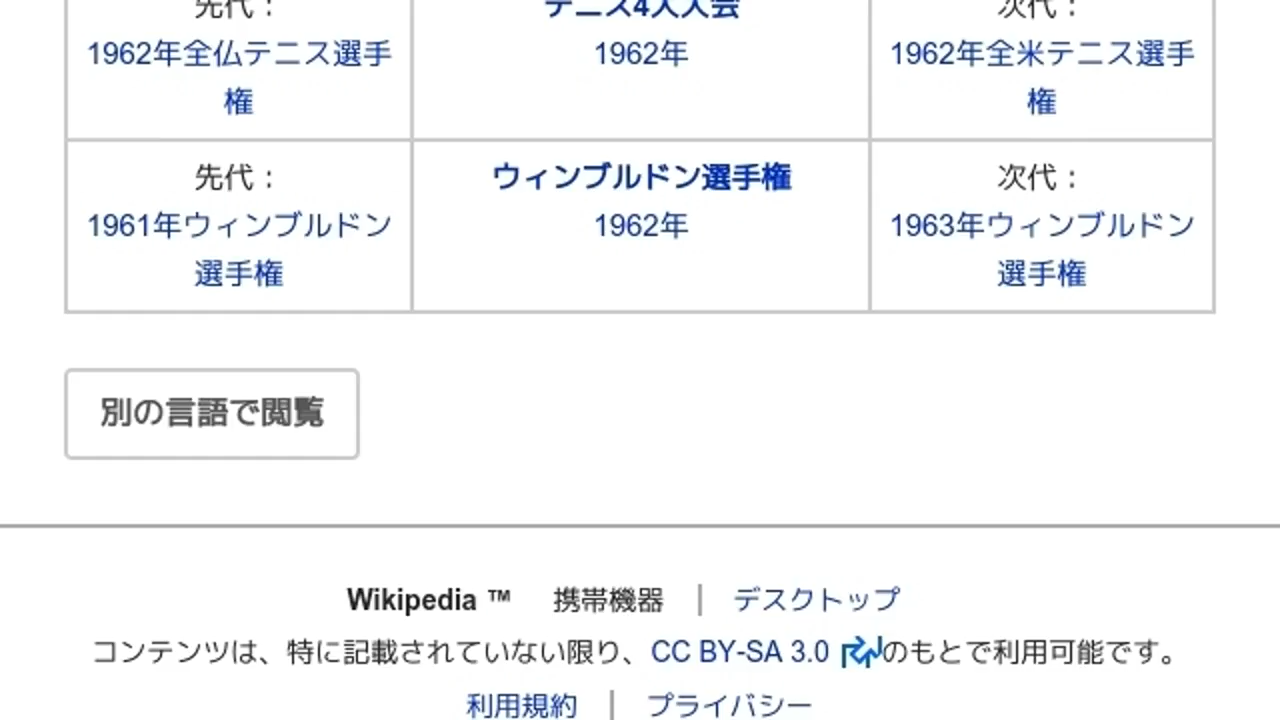 先代：
テニス4大大会
次代：
1962年全仏テニス選手
権
1962年
1962年全米テニス選手
権
先代：
1961年ウィンブルドン
選手権
ウィンブルドン選手権
1962年
次代：
1963年ウィンブルドン
選手権
別の言語で閲覧
Wikipedia ™ 携帯機器 | デスクトップ
コンテンツは、特に記載されていない限り、CC BY-SA 3.0 のもとで利用可能です。
利用規約 | プライバシー